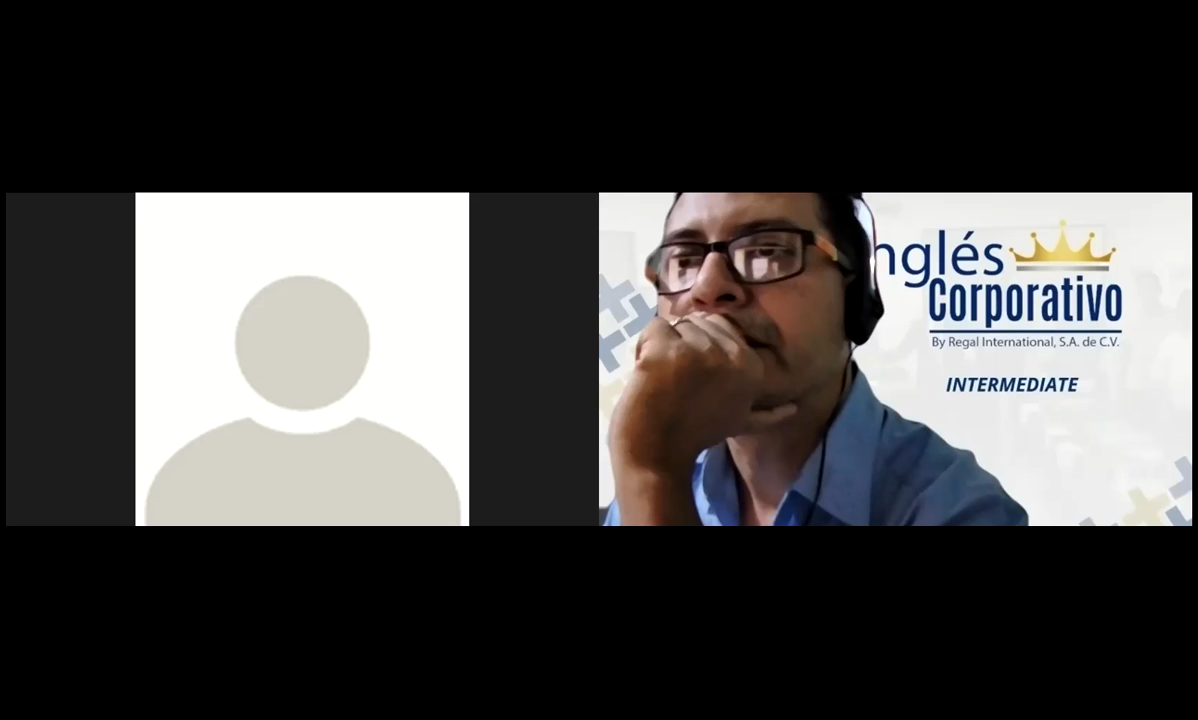 nglés
Corporativo
By Regal International, S.A. de C.V.
INTERMEDIATE